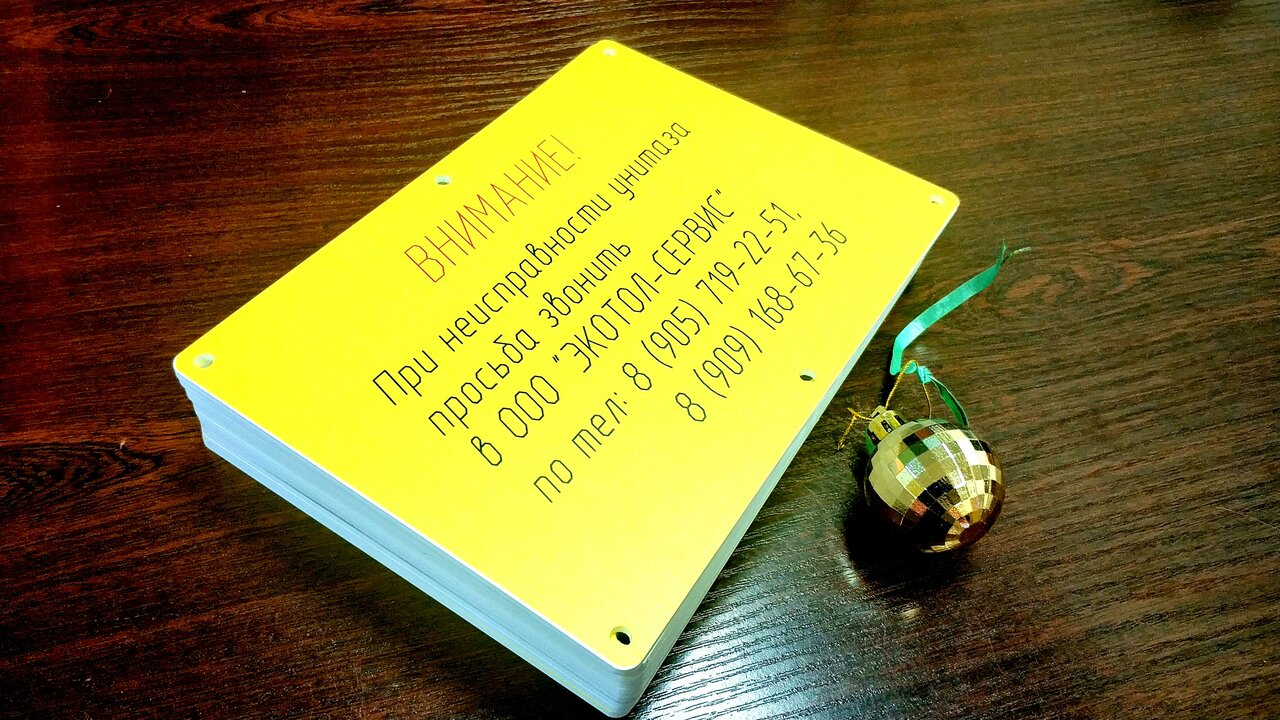 ВНИМАНИЕ!
При неисправности унитаза
просьба звонить
в ООО "ЭКОТОЛ-СЕРВИС"
по тел: 8 (905) 719-22-51,
8 (909) 168-67-36